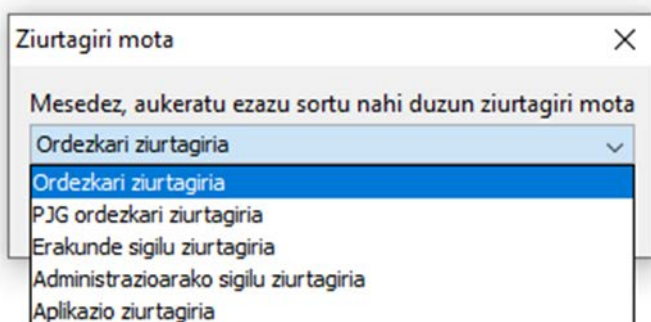 Ziurtagiri mota
Mesedez, aukeratu ezazu sortu nahi duzun ziurtagiri mota
Ordezkari ziurtagiria
Ordezkari ziurtagiria
PJG ordezkari ziurtagiria
Erakunde sigilu ziurtagiria
Administrazioarako sigilu ziurtagiria
Aplikazio ziurtagiria